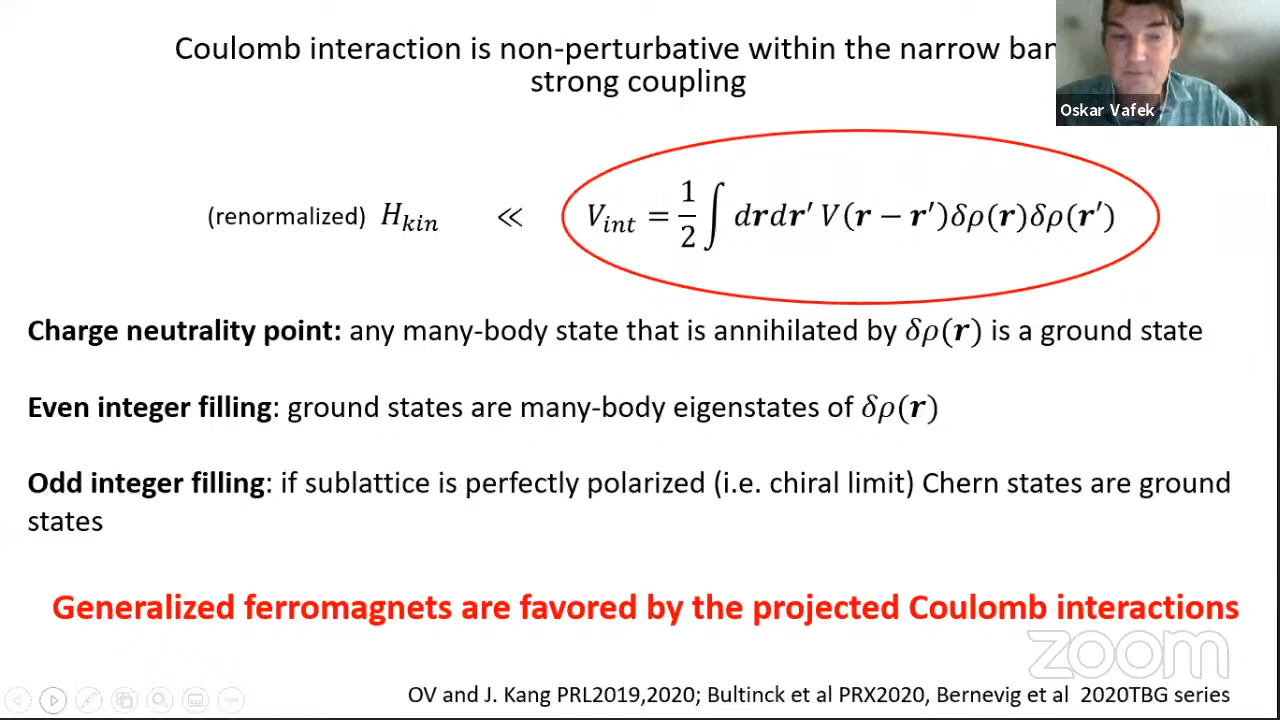 Coulomb interaction is non-perturbative within the narrow ban
strong coupling
Oskar Vafek
(renormalized) H_kin ≪ V_int = 1/2 ∫ d𝒓d𝒓′ V(𝒓 − 𝒓′)δρ(𝒓)δρ(𝒓′)
Charge neutrality point: any many-body state that is annihilated by δρ(𝒓) is a ground state
Even integer filling: ground states are many-body eigenstates of δρ(𝒓)
Odd integer filling: if sublattice is perfectly polarized (i.e. chiral limit) Chern states are ground
states
Generalized ferromagnets are favored by the projected Coulomb interactions
zoom
OV and J. Kang PRL2019,2020; Bultinck et al PRX2020, Bernevig et al 2020TBG series